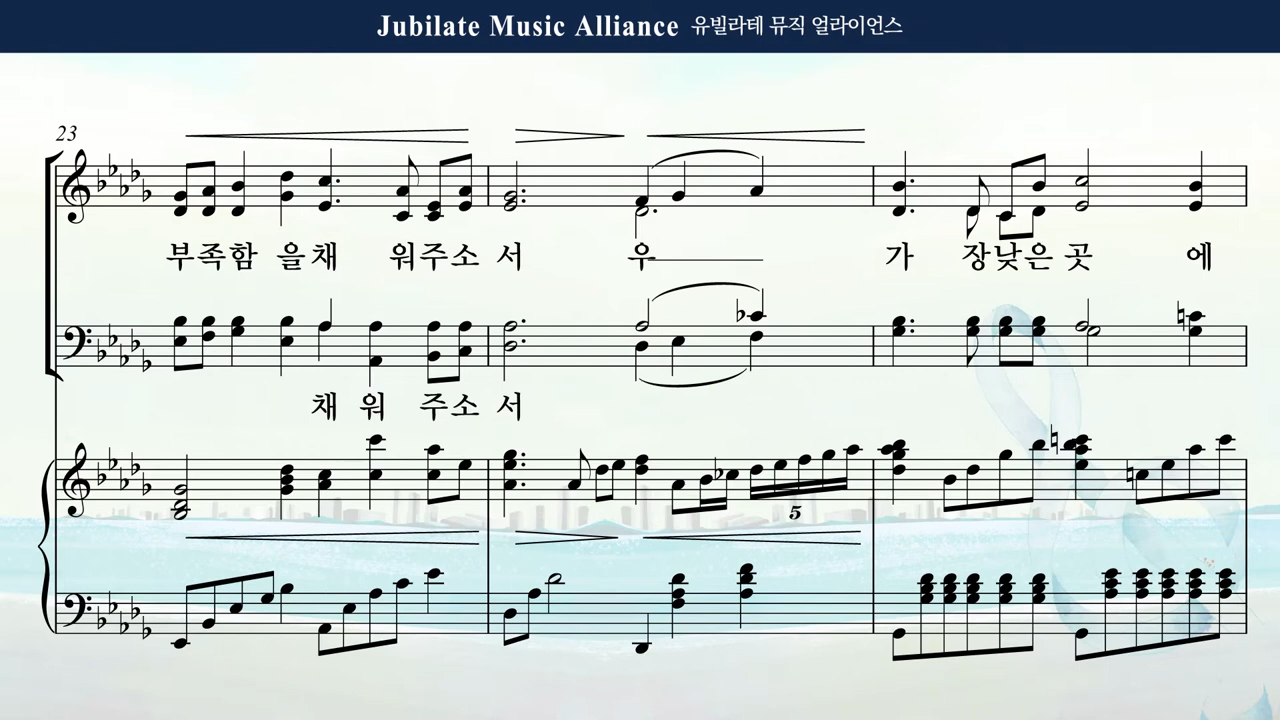 Jubilate Music Alliance 유빌라테 뮤직 얼라이언스
23
부족함 을채 워주소 서 우 가 장낮은 곳 에
채 워 주소 서
5